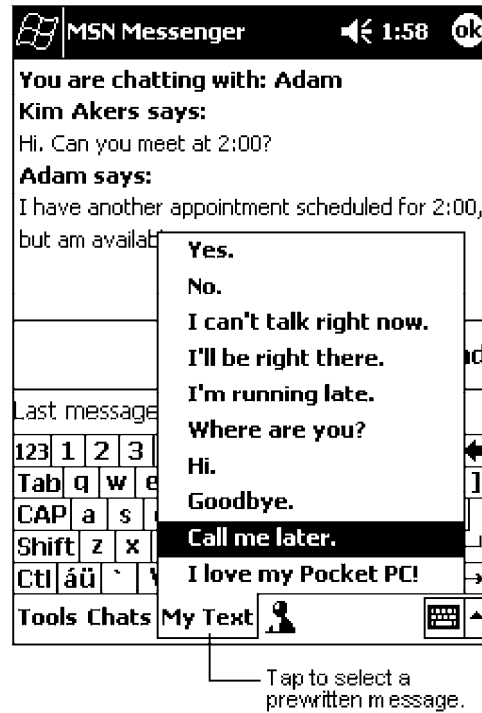 MSN Messenger 1:58 ok
You are chatting with: Adam
Kim Akers says:
Hi. Can you meet at 2:00?
Adam says:
I have another appointment scheduled for 2:00,
but am availab
Yes.
No.
I can't talk right now.
I'll be right there.
I'm running late.
Where are you?
Hi.
Goodbye.
Call me later.
I love my Pocket PC!
Last message
123 1 2 3
Tab q w e ]
CAP a s
Shift z x
Ctl áü `
Tools Chats My Text
Tap to select a
prewritten message.